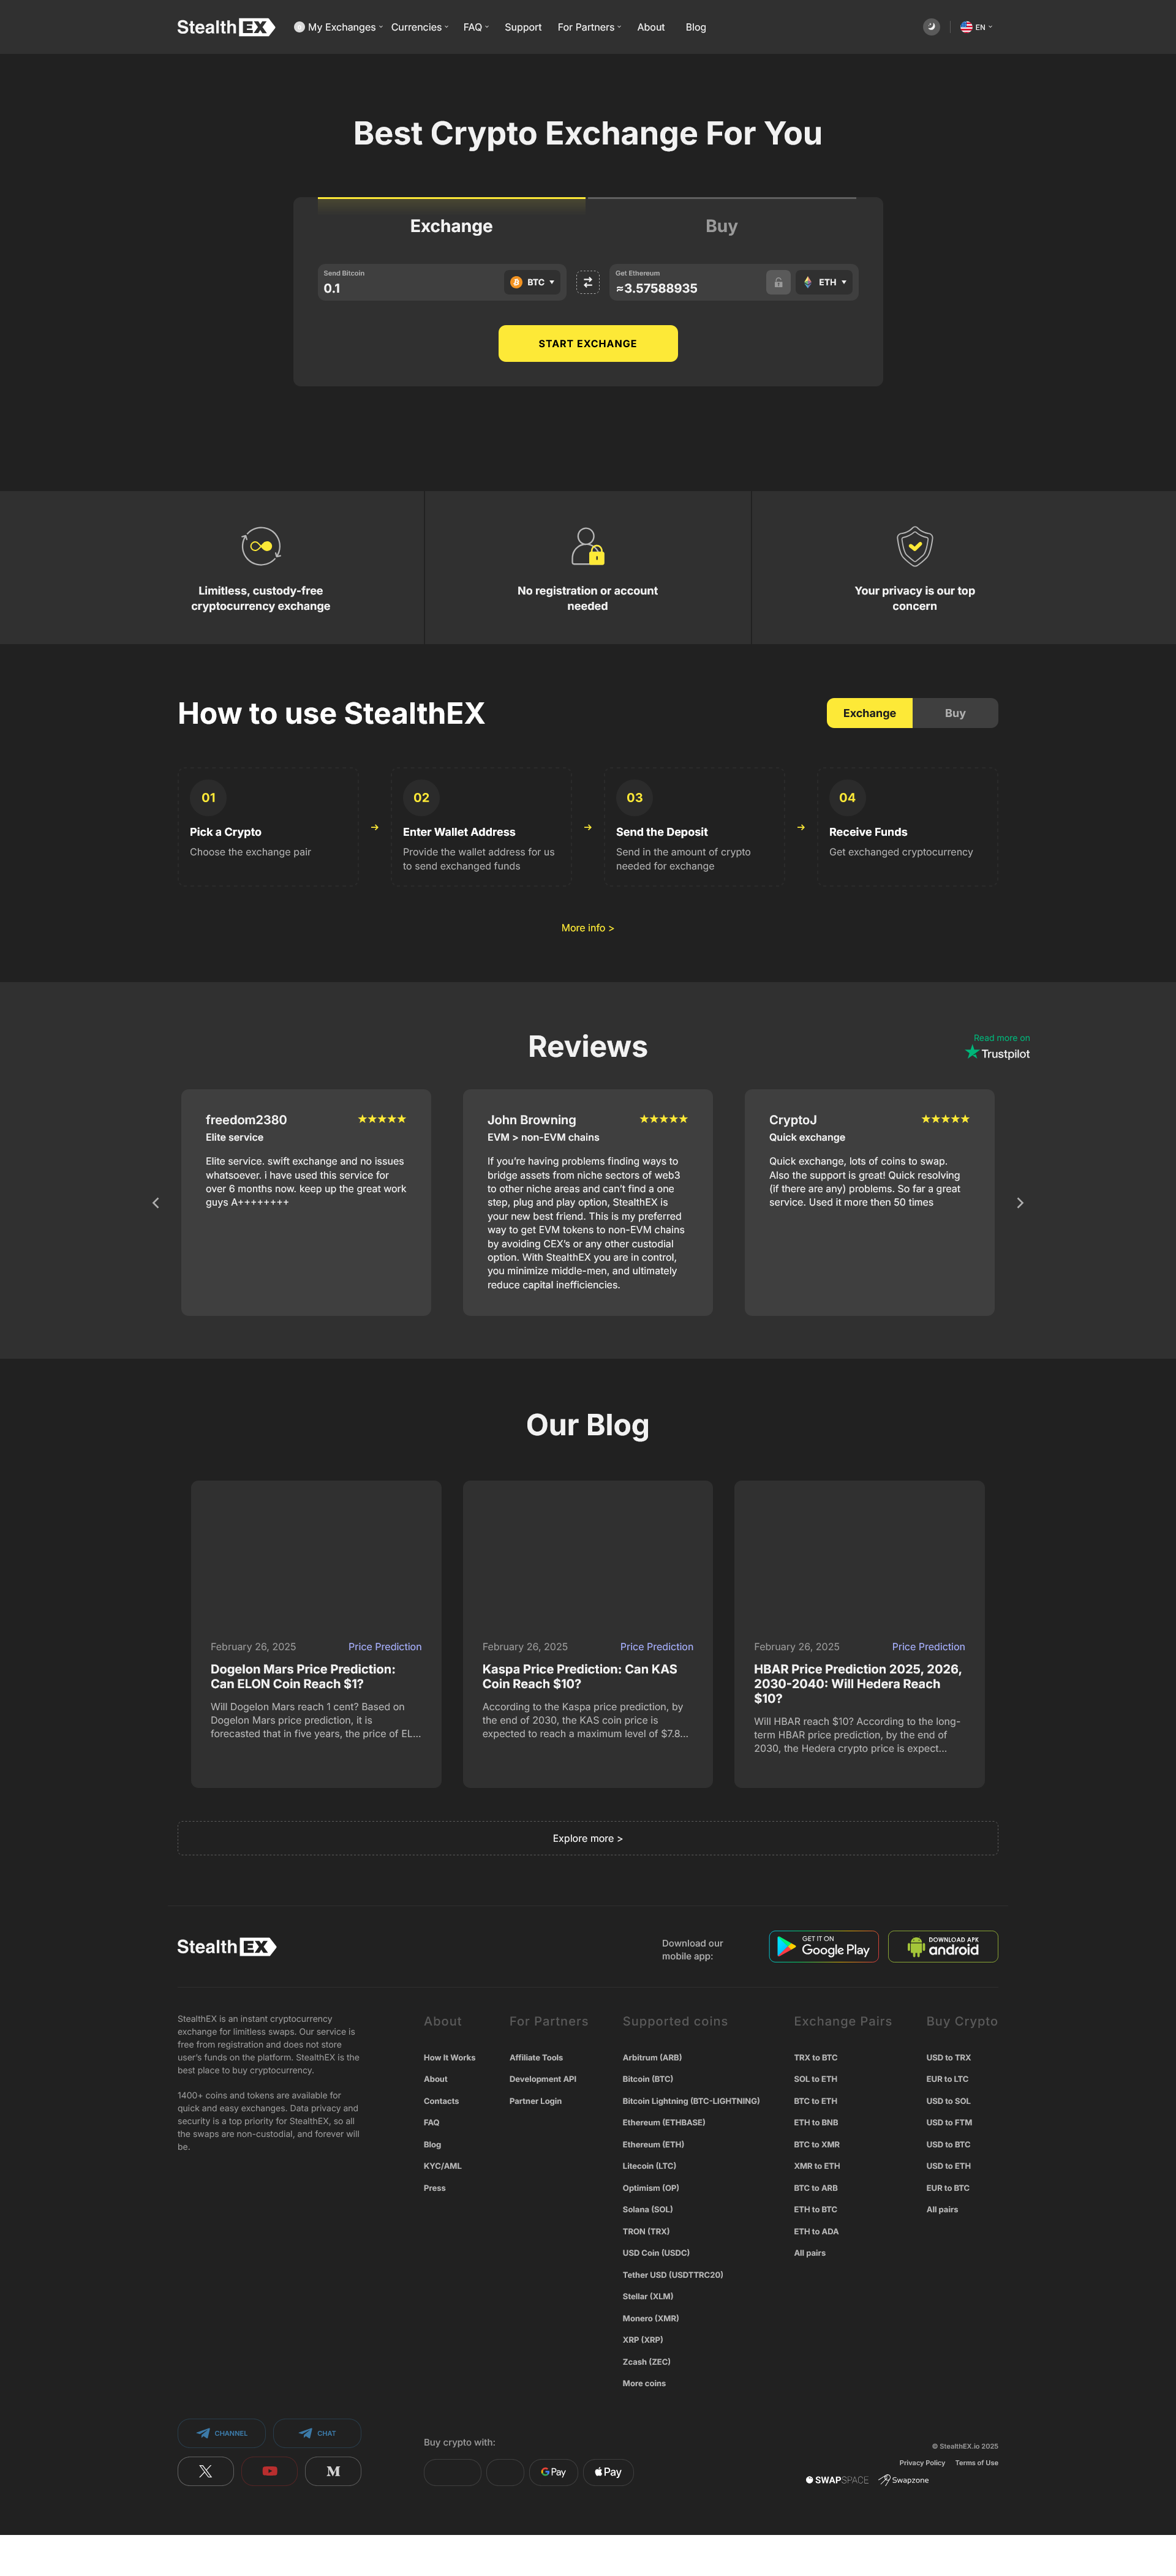 StealthEX
My Exchanges
Currencies
FAQ
Support
For Partners
About
Blog
EN
Best Crypto Exchange For You
Exchange
Buy
Send Bitcoin
0.1
BTC
Get Ethereum
≈3.57588935
ETH
START EXCHANGE
Limitless, custody-free
cryptocurrency exchange
No registration or account
needed
Your privacy is our top
concern
How to use StealthEX
Exchange
Buy
01
Pick a Crypto
Choose the exchange pair
02
Enter Wallet Address
Provide the wallet address for us
to send exchanged funds
03
Send the Deposit
Send in the amount of crypto
needed for exchange
04
Receive Funds
Get exchanged cryptocurrency
More info >
Reviews
Read more on
Trustpilot
freedom2380
Elite service
Elite service. swift exchange and no issues
whatsoever. i have used this service for
over 6 months now. keep up the great work
guys A++++++++
John Browning
EVM > non-EVM chains
If you’re having problems finding ways to
bridge assets from niche sectors of web3
to other niche areas and can’t find a one
step, plug and play option, StealthEX is
your new best friend. This is my preferred
way to get EVM tokens to non-EVM chains
by avoiding CEX’s or any other custodial
option. With StealthEX you are in control,
you minimize middle-men, and ultimately
reduce capital inefficiencies.
CryptoJ
Quick exchange
Quick exchange, lots of coins to swap.
Also the support is great! Quick resolving
(if there are any) problems. So far a great
service. Used it more then 50 times
Our Blog
February 26, 2025
Price Prediction
Dogelon Mars Price Prediction:
Can ELON Coin Reach $1?
Will Dogelon Mars reach 1 cent? Based on
Dogelon Mars price prediction, it is
forecasted that in five years, the price of EL...
February 26, 2025
Price Prediction
Kaspa Price Prediction: Can KAS
Coin Reach $10?
According to the Kaspa price prediction, by
the end of 2030, the KAS coin price is
expected to reach a maximum level of $7.8...
February 26, 2025
Price Prediction
HBAR Price Prediction 2025, 2026,
2030-2040: Will Hedera Reach
$10?
Will HBAR reach $10? According to the long-
term HBAR price prediction, by the end of
2030, the Hedera crypto price is expect...
Explore more >
StealthEX
Download our
mobile app:
GET IT ON
Google Play
DOWNLOAD APK
android
StealthEX is an instant cryptocurrency
exchange for limitless swaps. Our service is
free from registration and does not store
user’s funds on the platform. StealthEX is the
best place to buy cryptocurrency.
1400+ coins and tokens are available for
quick and easy exchanges. Data privacy and
security is a top priority for StealthEX, so all
the swaps are non-custodial, and forever will
be.
About
How It Works
About
Contacts
FAQ
Blog
KYC/AML
Press
For Partners
Affiliate Tools
Development API
Partner Login
Supported coins
Arbitrum (ARB)
Bitcoin (BTC)
Bitcoin Lightning (BTC-LIGHTNING)
Ethereum (ETHBASE)
Ethereum (ETH)
Litecoin (LTC)
Optimism (OP)
Solana (SOL)
TRON (TRX)
USD Coin (USDC)
Tether USD (USDTTRC20)
Stellar (XLM)
Monero (XMR)
XRP (XRP)
Zcash (ZEC)
More coins
Exchange Pairs
TRX to BTC
SOL to ETH
BTC to ETH
ETH to BNB
BTC to XMR
XMR to ETH
BTC to ARB
ETH to BTC
ETH to ADA
All pairs
Buy Crypto
USD to TRX
EUR to LTC
USD to SOL
USD to FTM
USD to BTC
USD to ETH
EUR to BTC
All pairs
CHANNEL
CHAT
Buy crypto with:
G Pay
Pay
© StealthEX.io 2025
Privacy Policy
Terms of Use
SWAPSPACE
Swapzone